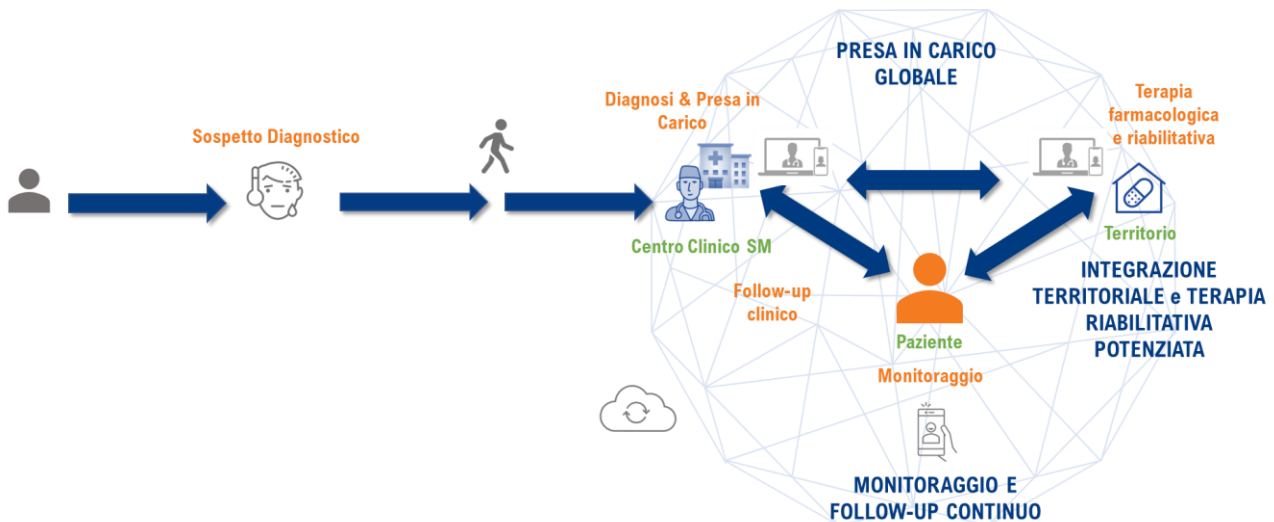 PRESA IN CARICO
GLOBALE
Diagnosi & Presa in
Carico
Terapia
farmacologica
e riabilitativa
Sospetto Diagnostico
Centro Clinico SM
Territorio
INTEGRAZIONE
TERRITORIALE e TERAPIA
RIABILITATIVA
POTENZIATA
Follow-up
clinico
Paziente
Monitoraggio
MONITORAGGIO E
FOLLOW-UP CONTINUO